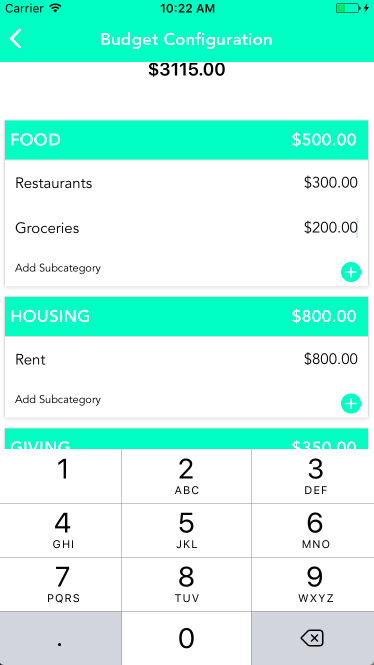 Carrier 10:22 AM
Budget Configuration
$3115.00
FOOD $500.00
Restaurants $300.00
Groceries $200.00
Add Subcategory +
HOUSING $800.00
Rent $800.00
Add Subcategory +
GIVING $350.00
1 2 3
ABC DEF
4 5 6
GHI JKL MNO
7 8 9
PQRS TUV WXYZ
. 0